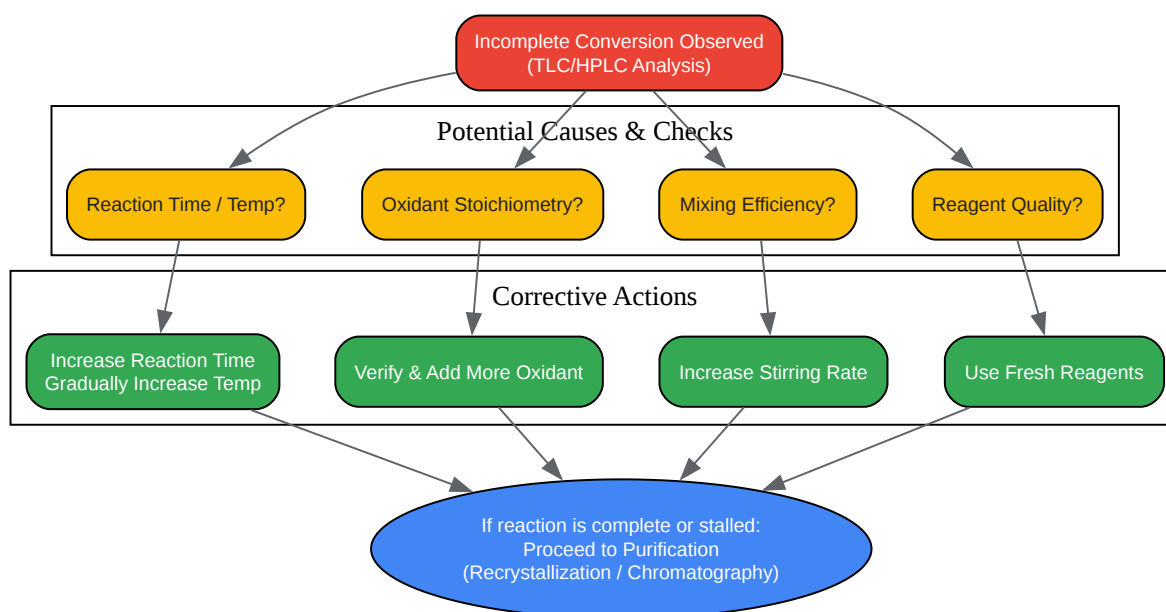 Incomplete Conversion Observed
(TLC/HPLC Analysis)
Potential Causes & Checks
Reaction Time / Temp?
Oxidant Stoichiometry?
Mixing Efficiency?
Reagent Quality?
Corrective Actions
Increase Reaction Time
Gradually Increase Temp
Verify & Add More Oxidant
Increase Stirring Rate
Use Fresh Reagents
If reaction is complete or stalled:
Proceed to Purification
(Recrystallization / Chromatography)